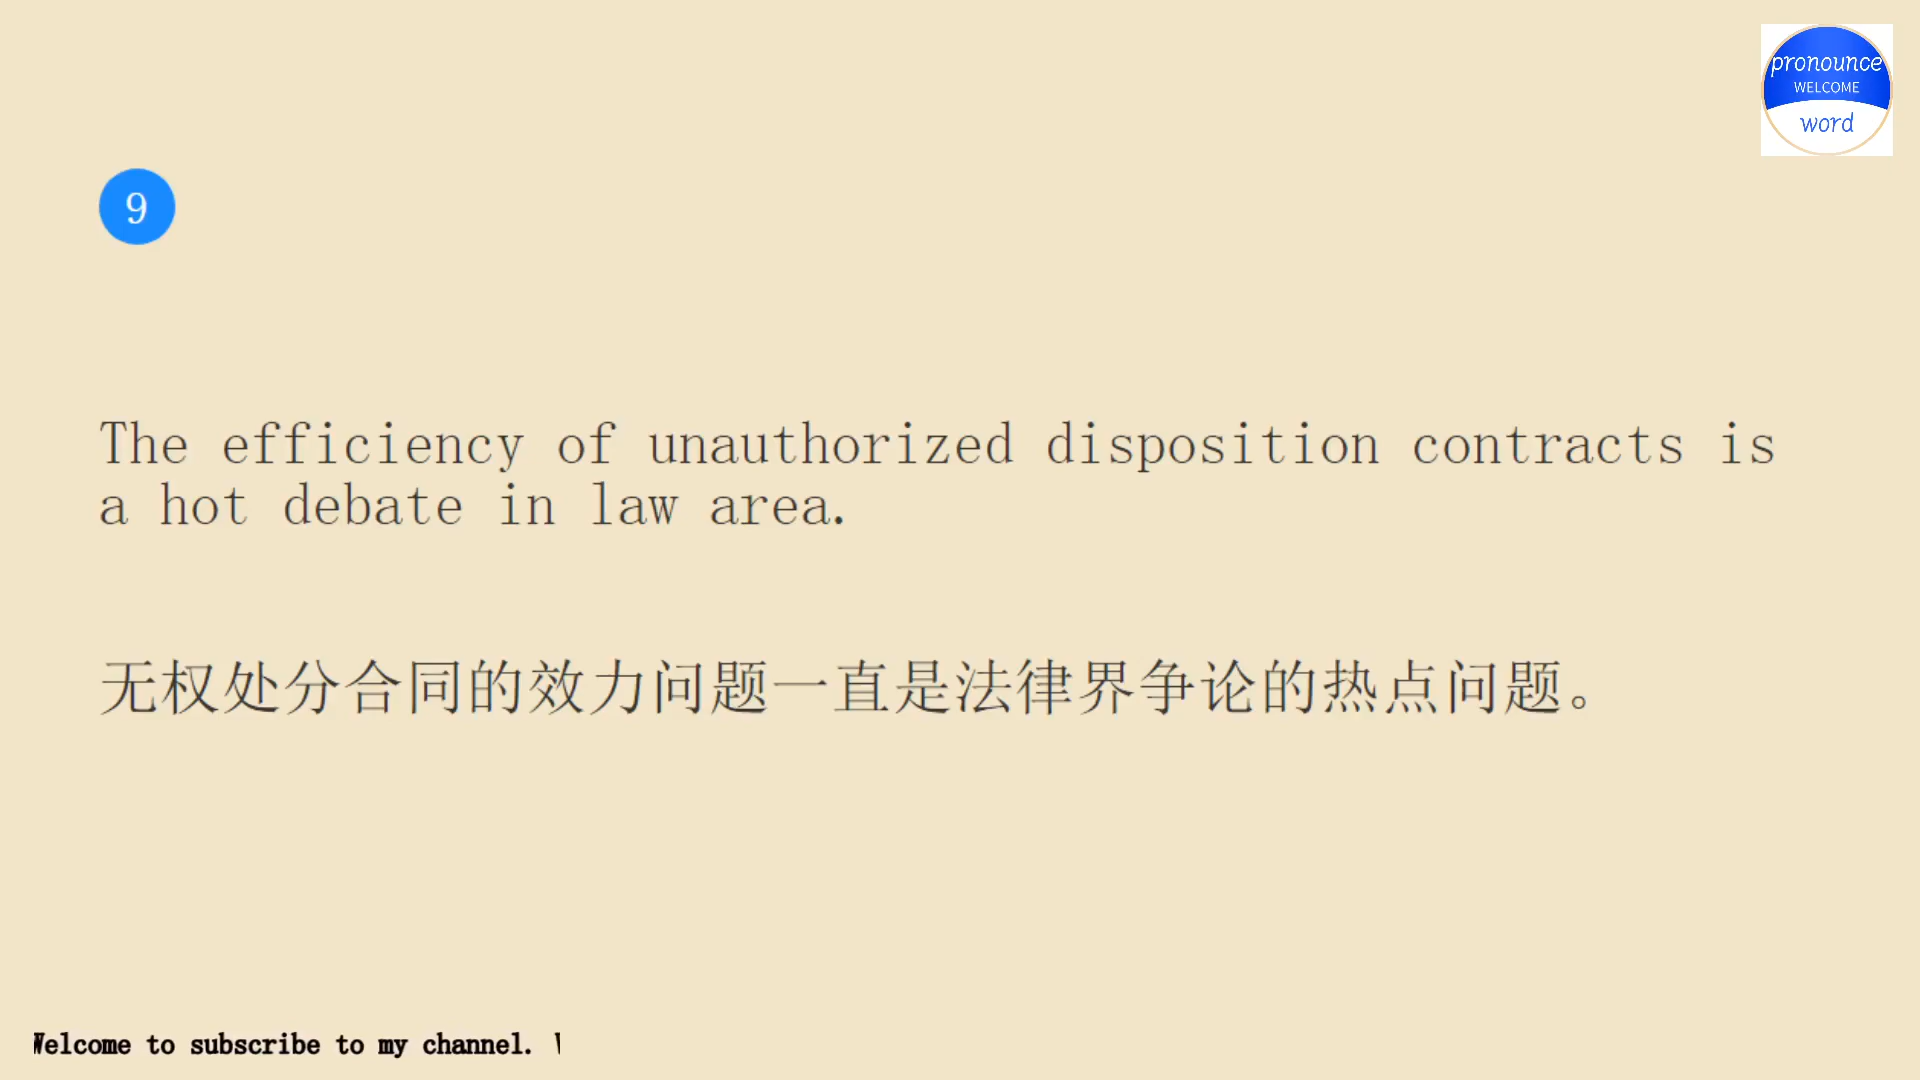 pronounce
WELCOME
word
9
The efficiency of unauthorized disposition contracts is
a hot debate in law area.
无权处分合同的效力问题一直是法律界争论的热点问题。
Welcome to subscribe to my channel.